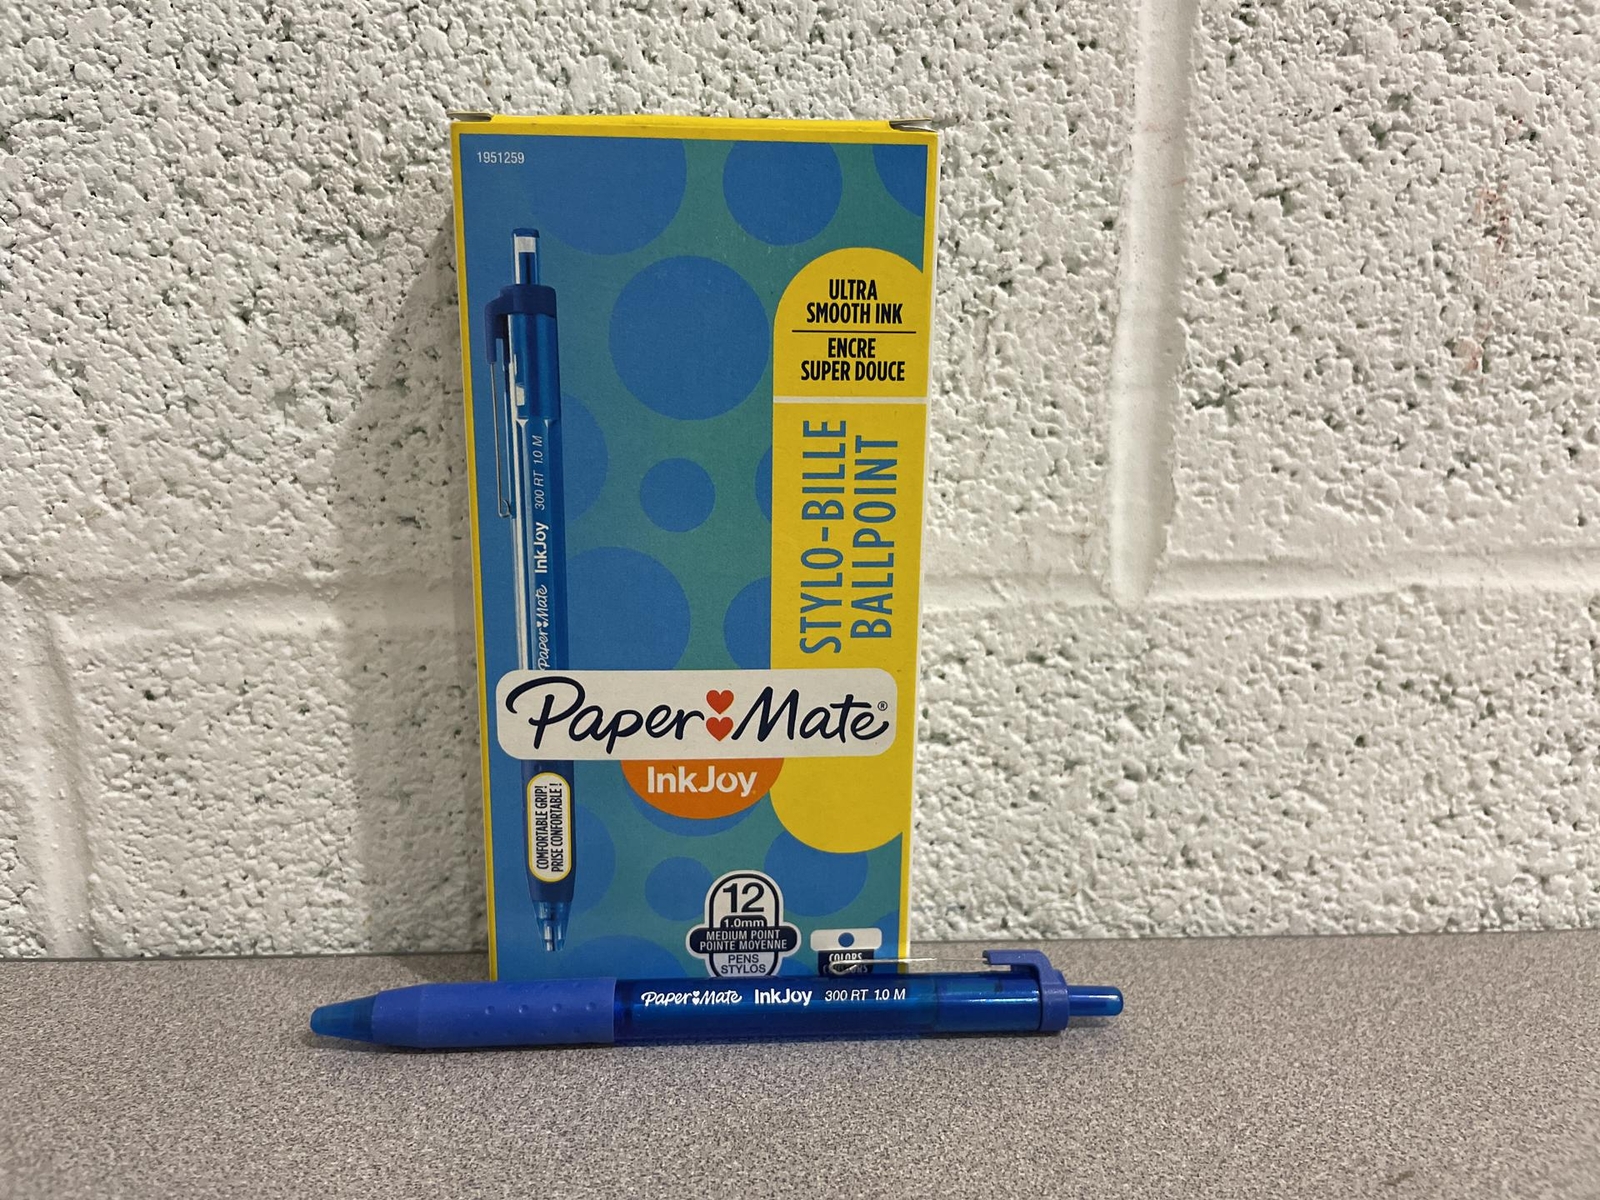 1951259
ULTRA
SMOOTH INK
ENCRE
SUPER DOUCE
STYLO-BILLE
BALLPOINT
Paper Mate InkJoy 300 RT 1.0 M
Paper Mate®
InkJoy
COMFORTABLE GRIP!
PRISE CONFORTABLE !
12
1.0mm
MEDIUM POINT
POINTE MOYENNE
PENS
STYLOS
COLORS
Paper Mate InkJoy 300 RT 1.0 M